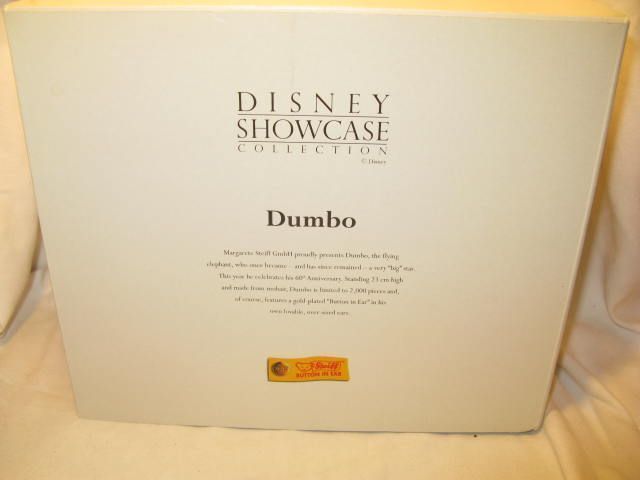 DISNEY
SHOWCASE
COLLECTION
© Disney
Dumbo
Margarete Steiff GmbH proudly presents Dumbo, the flying
elephant, who once became – and has since remained – a very "big" star.
This year he celebrates his 60th Anniversary. Standing 23 cm high
and made from mohair, Dumbo is limited to 2,000 pieces and,
of course, features a gold-plated "Button in Ear" in his
own lovable, over-sized ears.
Steiff
BUTTON IN EAR